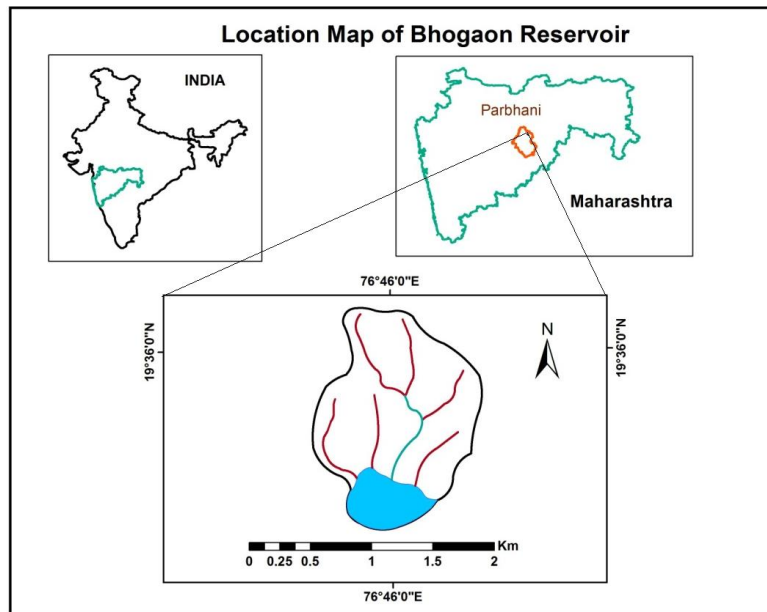 Location Map of Bhogaon Reservoir
INDIA
Parbhani
Maharashtra
76°46'0"E
19°36'0"N
19°36'0"N
N
Km
0 0.25 0.5 1 1.5 2
76°46'0"E